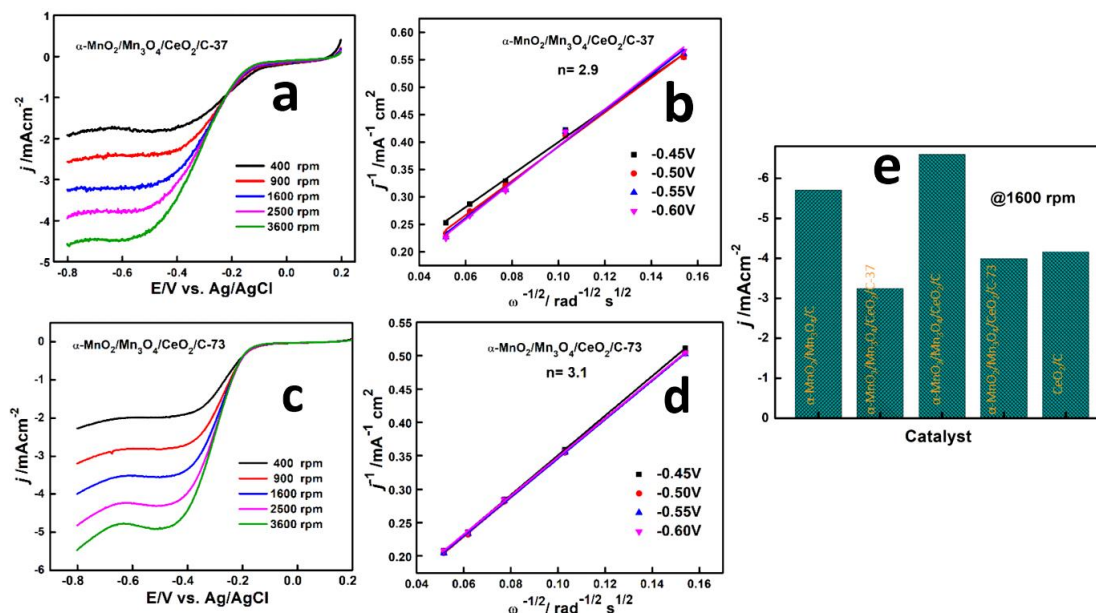 a
α-MnO₂/Mn₃O₄/CeO₂/C-37
j /mAcm⁻²
1
0
-1
-2
-3
-4
-5
400 rpm
900 rpm
1600 rpm
2500 rpm
3600 rpm
-0.8 -0.6 -0.4 -0.2 0.0 0.2
E/V vs. Ag/AgCl
b
α-MnO₂/Mn₃O₄/CeO₂/C-37
n= 2.9
j⁻¹ /mA⁻¹ cm²
0.60
0.55
0.50
0.45
0.40
0.35
0.30
0.25
0.20
-0.45V
-0.50V
-0.55V
-0.60V
0.04 0.06 0.08 0.10 0.12 0.14 0.16
ω⁻¹/²/ rad⁻¹/² s¹/²
c
α-MnO₂/Mn₃O₄/CeO₂/C-73
j /mAcm⁻²
1
0
-1
-2
-3
-4
-5
-6
400 rpm
900 rpm
1600 rpm
2500 rpm
3600 rpm
-0.8 -0.6 -0.4 -0.2 0.0 0.2
E/V vs. Ag/AgCl
d
α-MnO₂/Mn₃O₄/CeO₂/C-73
n= 3.1
j⁻¹ /mA⁻¹ cm²
0.55
0.50
0.45
0.40
0.35
0.30
0.25
0.20
-0.45V
-0.50V
-0.55V
-0.60V
0.04 0.06 0.08 0.10 0.12 0.14 0.16
ω⁻¹/²/ rad⁻¹/² s¹/²
e
@1600 rpm
j /mAcm⁻²
-6
-5
-4
-3
-2
-1
0
α-MnO₂/Mn₃O₄/C
α-MnO₂/Mn₃O₄/CeO₂/C-37
α-MnO₂/Mn₃O₄/CeO₂/C
α-MnO₂/Mn₃O₄/CeO₂/C-73
CeO₂/C
Catalyst